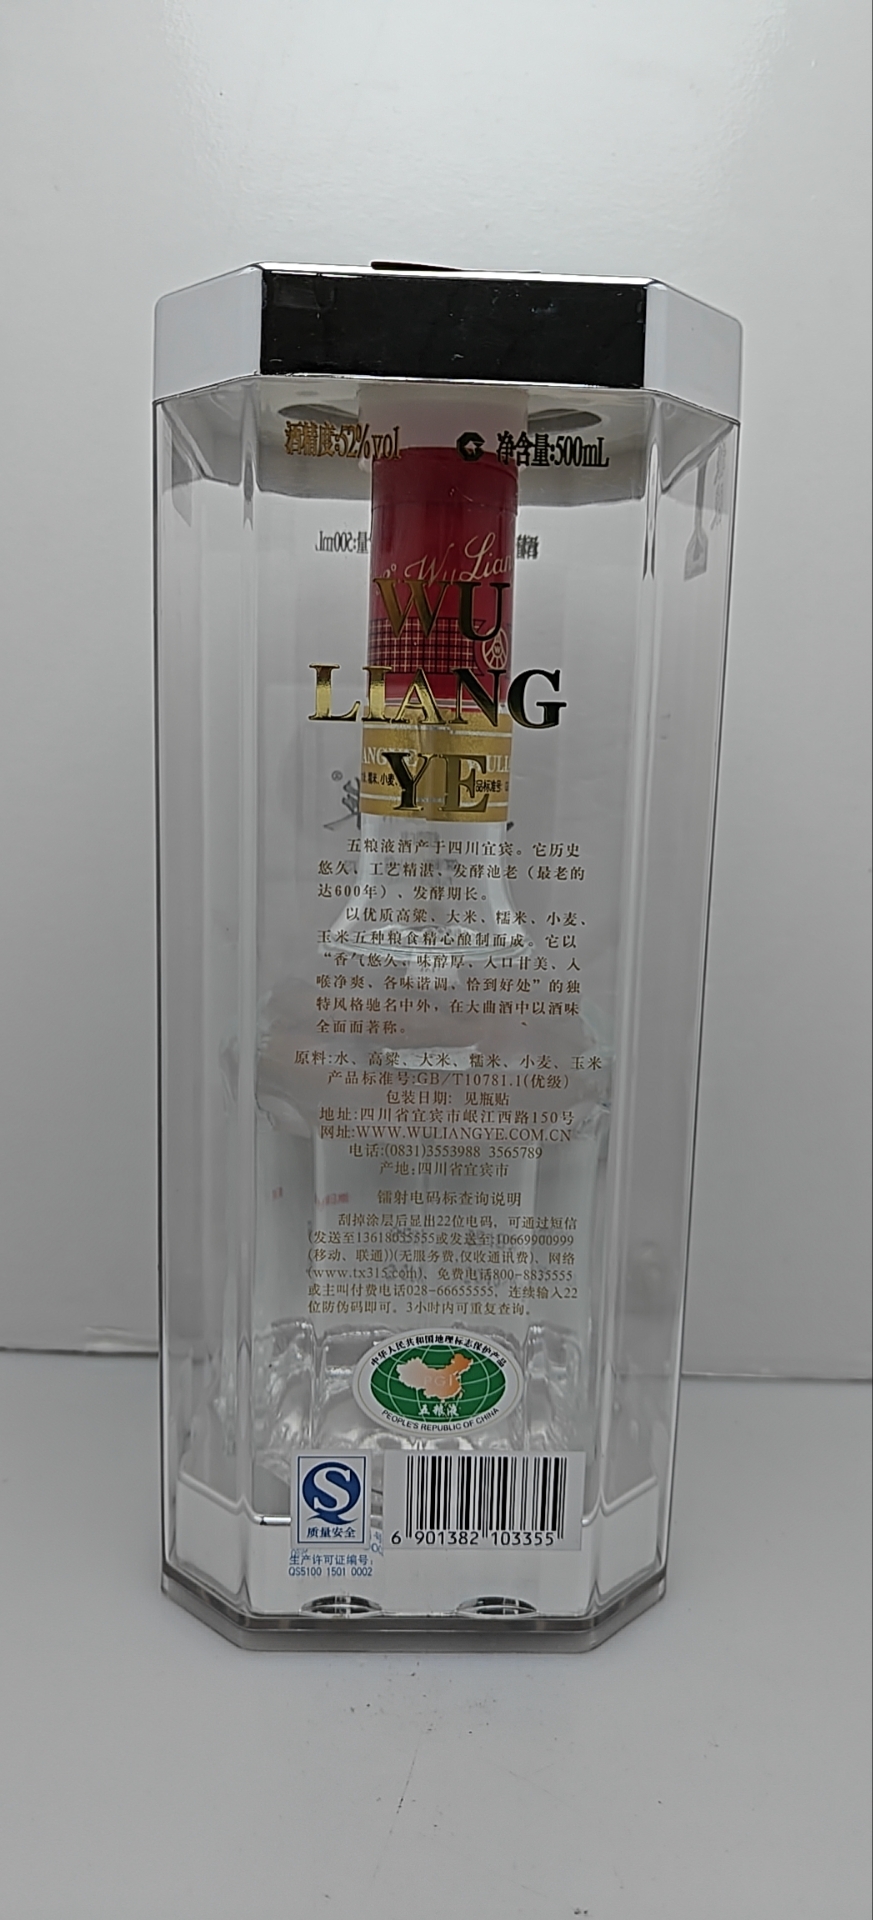 酒精度:52%vol
净含量:500mL
Wu Lian
WU
LIANG
YE
五粮液酒产于四川宜宾。它历史
悠久、工艺精湛、发酵池老（最老的
达600年）、发酵期长。
以优质高粱、大米、糯米、小麦、
玉米五种粮食精心酿制而成。它以
“香气悠久、味醇厚、入口甘美、入
喉净爽、各味谐调、恰到好处”的独
特风格驰名中外，在大曲酒中以酒味
全面而著称。
原料:水、高粱、大米、糯米、小麦、玉米
产品标准号:GB/T10781.1(优级)
包装日期: 见瓶贴
地址:四川省宜宾市岷江西路150号
网址:WWW.WULIANGYE.COM.CN
电话:(0831)3553988 3565789
产地:四川省宜宾市
镭射电码标查询说明
刮掉涂层后显出22位电码，可通过短信
(发送至13618035555或发送至:10669900999
(移动、联通))(无服务费,仅收通讯费)、网络
(www.tx315.com)、免费电话800-8835555
或主叫付费电话028-66655555，连续输入22
位防伪码即可。3小时内可重复查询。
中华人民共和国地理标志保护产品
PGI
五粮液
PEOPLE'S REPUBLIC OF CHINA
质量安全
生产许可证编号:
QS5100 1501 0002
6 901382 103355